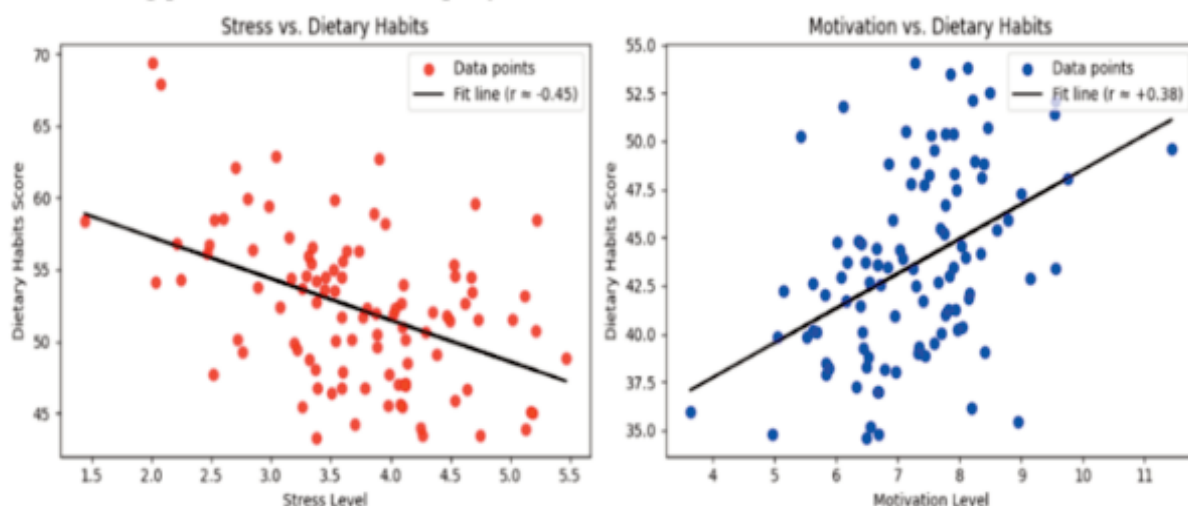 Stress vs. Dietary Habits
Data points
Fit line (r ≈ -0.45)
Dietary Habits Score
70
65
60
55
50
45
1.5 2.0 2.5 3.0 3.5 4.0 4.5 5.0 5.5
Stress Level
Motivation vs. Dietary Habits
Data points
Fit line (r ≈ +0.38)
Dietary Habits Score
55.0
52.5
50.0
47.5
45.0
42.5
40.0
37.5
35.0
4 5 6 7 8 9 10 11
Motivation Level